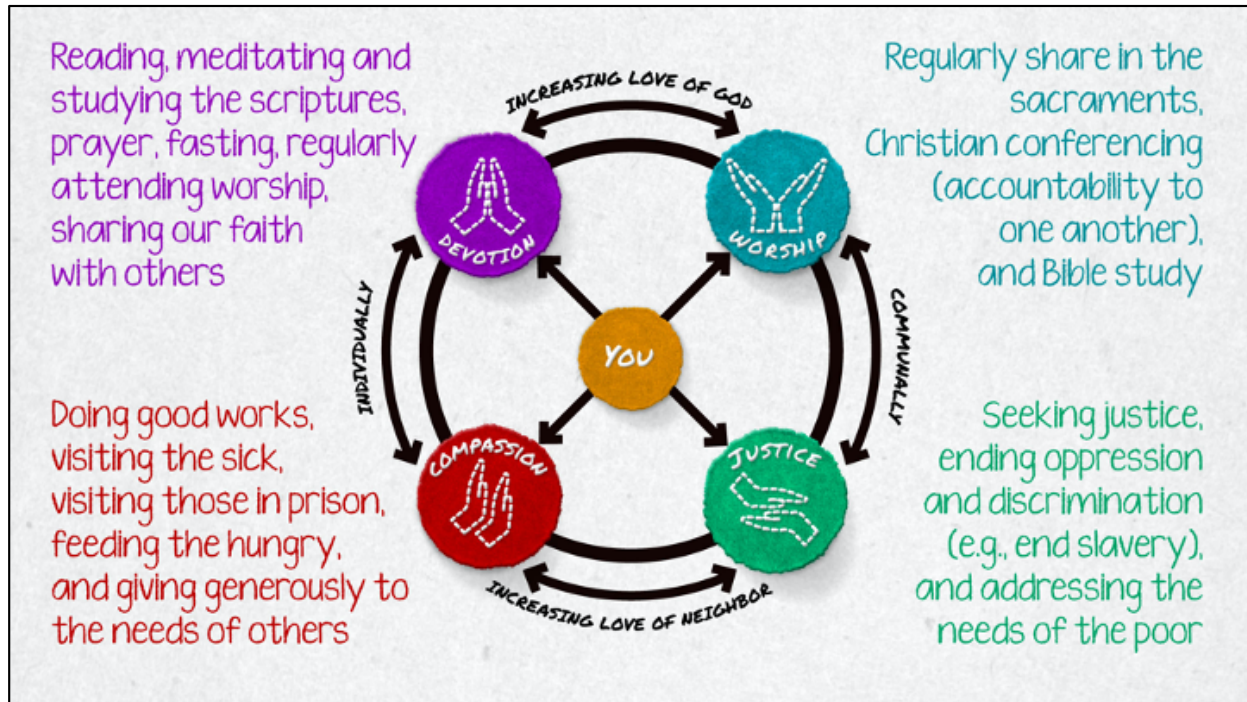 Reading, meditating and
studying the scriptures,
prayer, fasting, regularly
attending worship,
sharing our faith
with others
Regularly share in the
sacraments,
Christian conferencing
(accountability to
one another),
and Bible study
INCREASING LOVE OF GOD
DEVOTION
WORSHIP
INDIVIDUALLY
YOU
COMMUNALLY
COMPASSION
JUSTICE
INCREASING LOVE OF NEIGHBOR
Doing good works,
visiting the sick,
visiting those in prison,
feeding the hungry,
and giving generously to
the needs of others
Seeking justice,
ending oppression
and discrimination
(e.g., end slavery),
and addressing the
needs of the poor